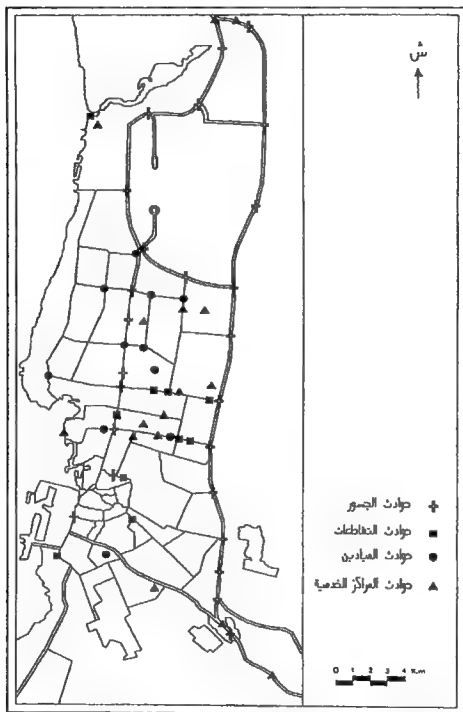 ش
حوادث الجسور
حوادث التقاطعات
حوادث الميادين
حوادث المراكز الخدمية
0 1 2 3 4 K.m